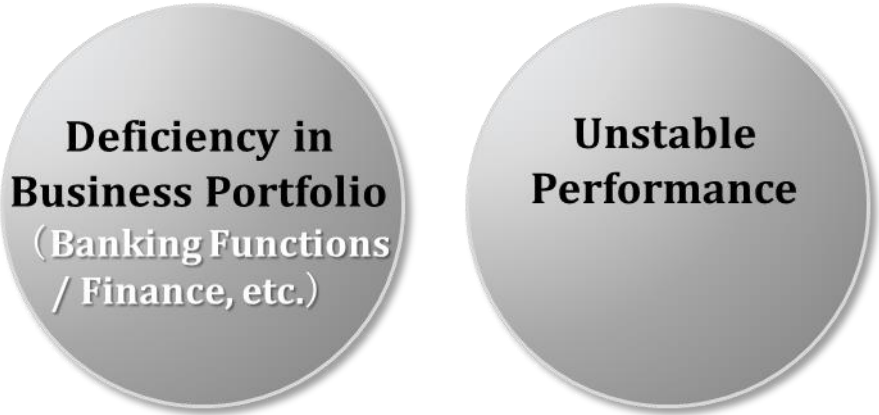 Deficiency in
Business Portfolio
（Banking Functions
/ Finance, etc.）
Unstable
Performance